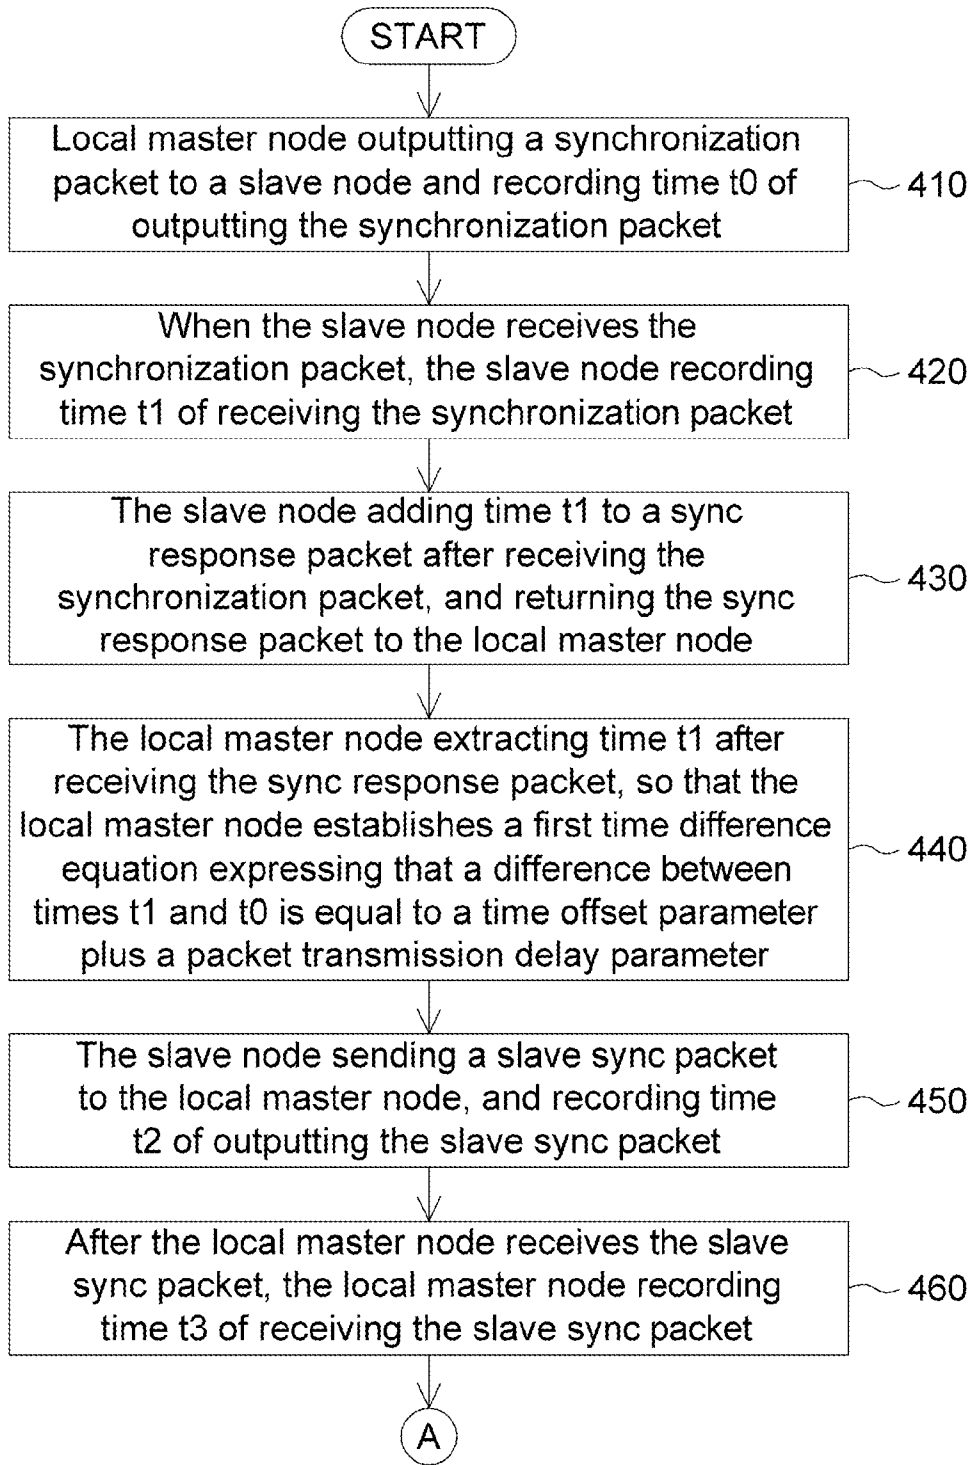 START
Local master node outputting a synchronization
packet to a slave node and recording time t0 of
outputting the synchronization packet
410
When the slave node receives the
synchronization packet, the slave node recording
time t1 of receiving the synchronization packet
420
The slave node adding time t1 to a sync
response packet after receiving the
synchronization packet, and returning the sync
response packet to the local master node
430
The local master node extracting time t1 after
receiving the sync response packet, so that the
local master node establishes a first time difference
equation expressing that a difference between
times t1 and t0 is equal to a time offset parameter
plus a packet transmission delay parameter
440
The slave node sending a slave sync packet
to the local master node, and recording time
t2 of outputting the slave sync packet
450
After the local master node receives the slave
sync packet, the local master node recording
time t3 of receiving the slave sync packet
460
A